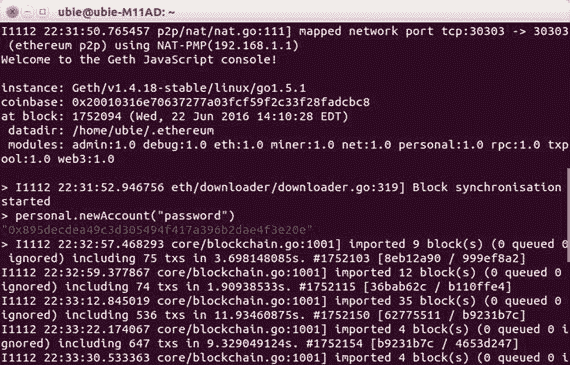 ubie@ubie-M11AD: ~
I1112 22:31:50.765457 p2p/nat/nat.go:111] mapped network port tcp:30303 -> 30303
(ethereum p2p) using NAT-PMP(192.168.1.1)
Welcome to the Geth JavaScript console!
instance: Geth/v1.4.18-stable/linux/go1.5.1
coinbase: 0x20010316e70637277a03fcf59f2c33f28fadcbc8
at block: 1752094 (Wed, 22 Jun 2016 14:10:28 EDT)
datadir: /home/ubie/.ethereum
modules: admin:1.0 debug:1.0 eth:1.0 miner:1.0 net:1.0 personal:1.0 rpc:1.0 txp
ool:1.0 web3:1.0
> I1112 22:31:52.946756 eth/downloader/downloader.go:319] Block synchronisation
started
> personal.newAccount("password")
"0x895decdea49c3d305494f417a396b2dae4f3e20e"
> I1112 22:32:57.468293 core/blockchain.go:1001] imported 9 block(s) (0 queued 0
ignored) including 75 txs in 3.698148085s. #1752103 [8eb12a90 / 999ef8a2]
I1112 22:32:59.377867 core/blockchain.go:1001] imported 12 block(s) (0 queued 0
ignored) including 74 txs in 1.90938533s. #1752115 [36bab62c / b110ffe4]
I1112 22:33:12.845019 core/blockchain.go:1001] imported 35 block(s) (0 queued 0
ignored) including 536 txs in 11.93460875s. #1752150 [62775511 / b9231b7c]
I1112 22:33:22.174067 core/blockchain.go:1001] imported 4 block(s) (0 queued 0 i
gnored) including 647 txs in 9.329049124s. #1752154 [b9231b7c / 4653d247]
I1112 22:33:30.533363 core/blockchain.go:1001] imported 4 block(s) (0 queued 0 i